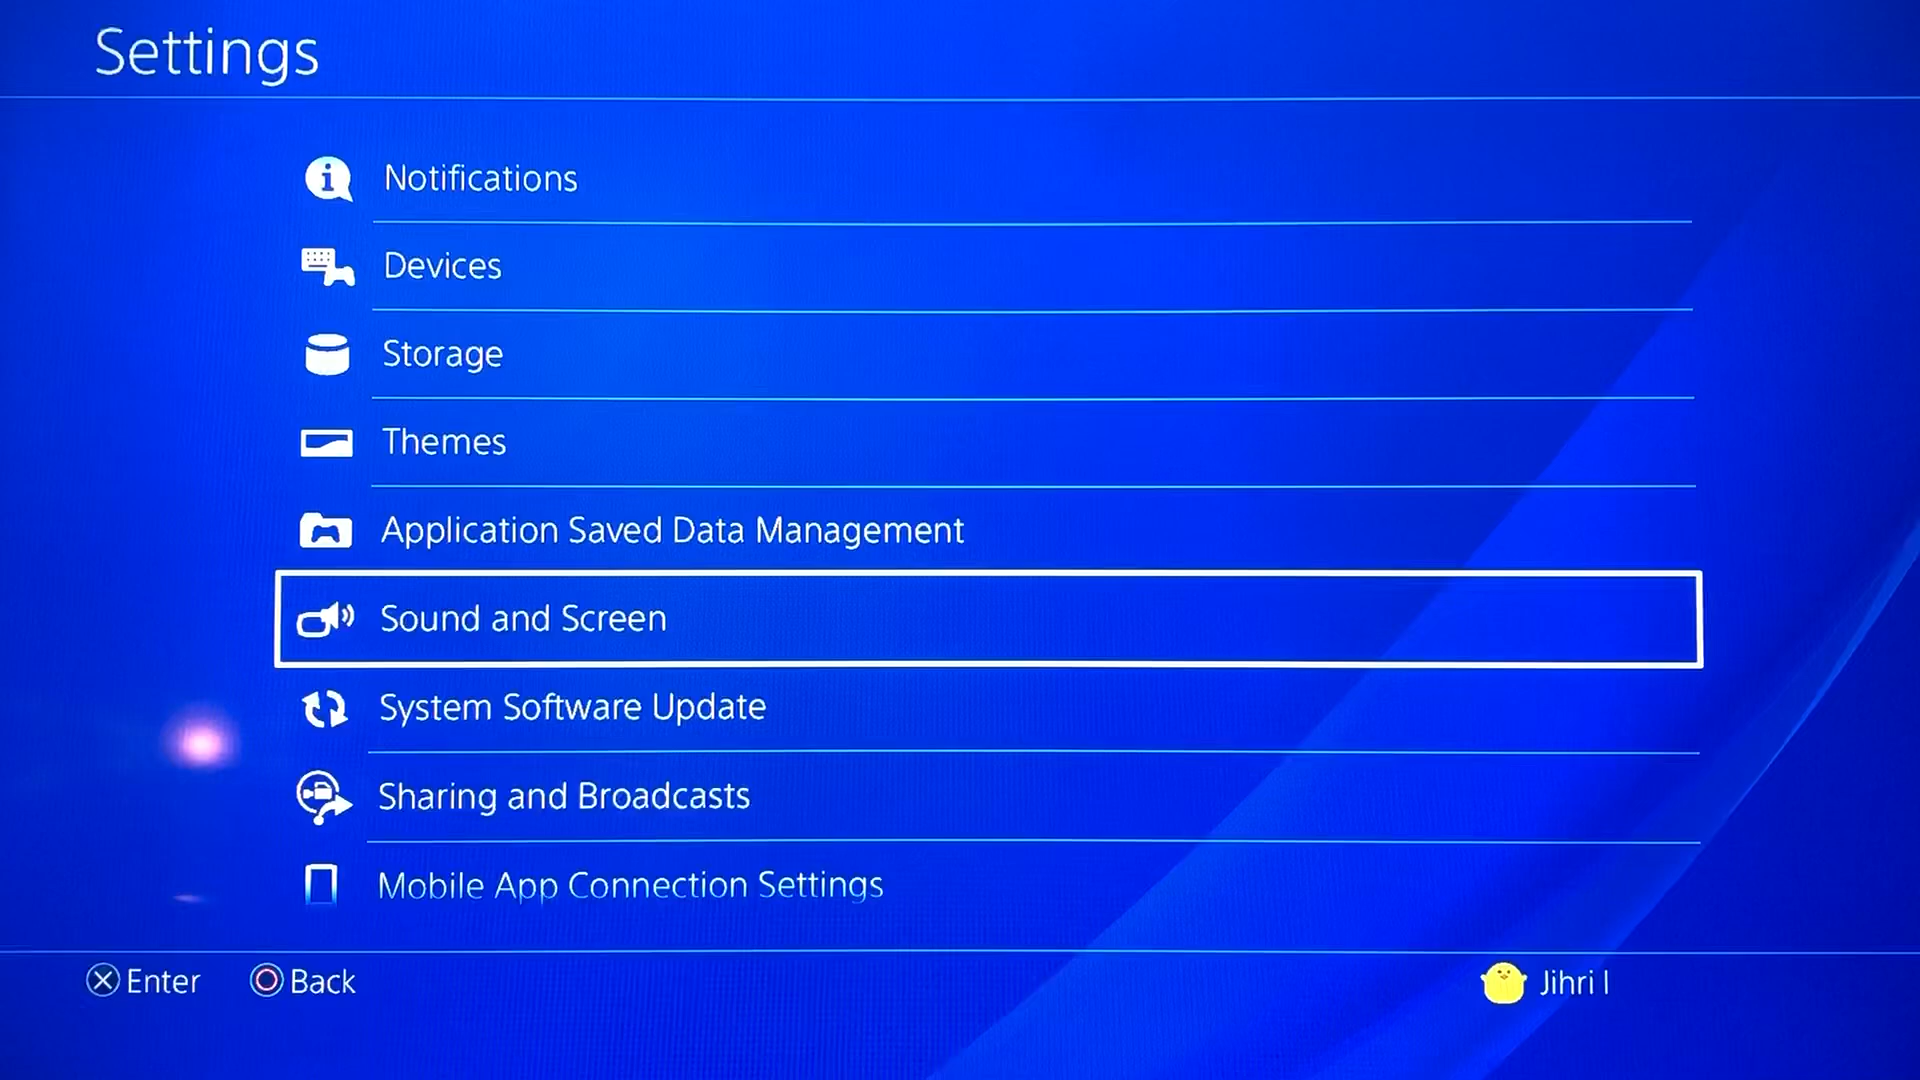 Settings
Notifications
Devices
Storage
Themes
Application Saved Data Management
Sound and Screen
System Software Update
Sharing and Broadcasts
Mobile App Connection Settings
Enter
Back
Jihri I